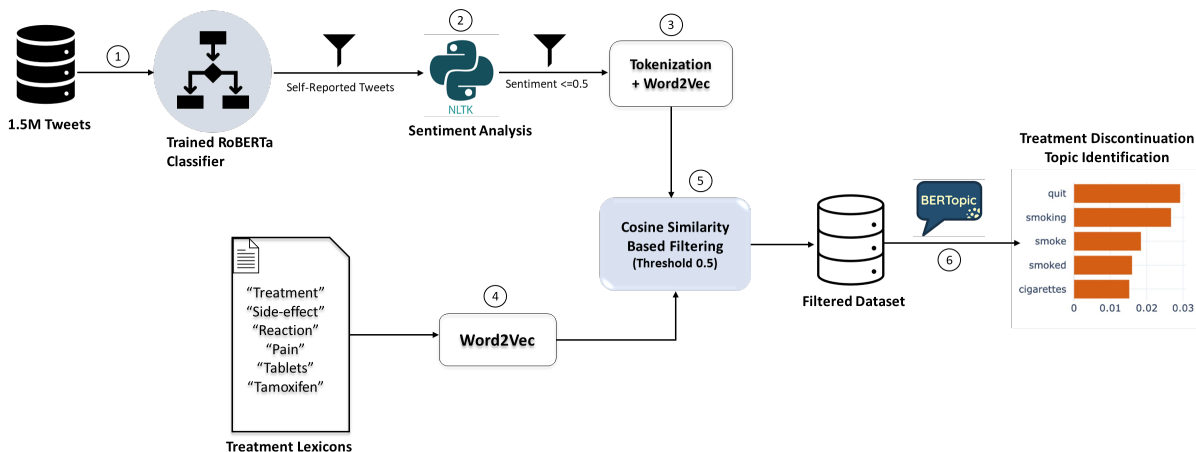 1
1.5M Tweets
Trained RoBERTa
Classifier
Self-Reported Tweets
2
NLTK
Sentiment Analysis
Sentiment <=0.5
3
Tokenization
+ Word2Vec
“Treatment”
“Side-effect”
“Reaction”
“Pain”
“Tablets”
“Tamoxifen”
Treatment Lexicons
4
Word2Vec
5
Cosine Similarity
Based Filtering
(Threshold 0.5)
Filtered Dataset
BERTopic
6
Treatment Discontinuation
Topic Identification
quit
smoking
smoke
smoked
cigarettes
0 0.01 0.02 0.03